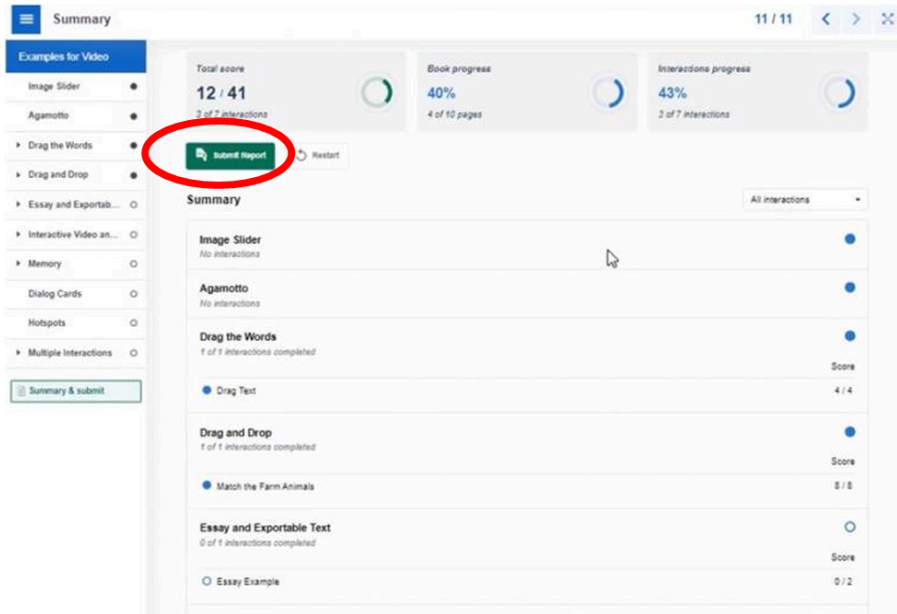 Summary
11 / 11
Examples for Video
Image Slider
Agamotto
Drag the Words
Drag and Drop
Essay and Exportab...
Interactive Video an...
Memory
Dialog Cards
Hotspots
Multiple Interactions
Summary & submit
Total score
12 / 41
3 of 7 interactions
Book progress
40%
4 of 10 pages
Interactions progress
43%
3 of 7 interactions
Submit Report
Restart
Summary
All interactions
Image Slider
No interactions
Agamotto
No interactions
Drag the Words
1 of 1 interactions completed
Score
Drag Text
4 / 4
Drag and Drop
1 of 1 interactions completed
Score
Match the Farm Animals
8 / 8
Essay and Exportable Text
0 of 1 interactions completed
Score
Essay Example
0 / 2